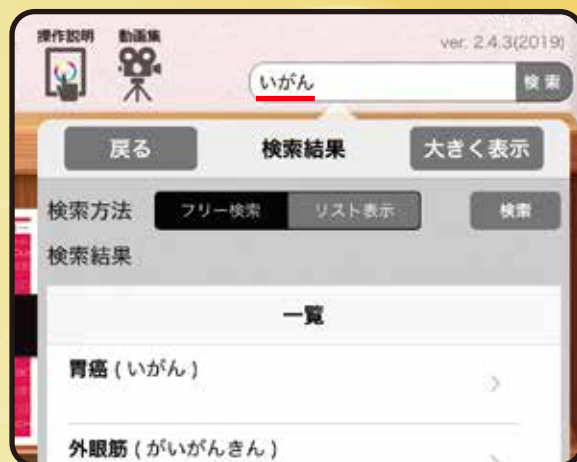 操作説明 動画集
ver. 2.4.3(2019)
いがん 検索
戻る 検索結果 大きく表示
検索方法 フリー検索 リスト表示 検索
検索結果
一覧
胃癌 ( いがん )
外眼筋 ( がいがんきん )